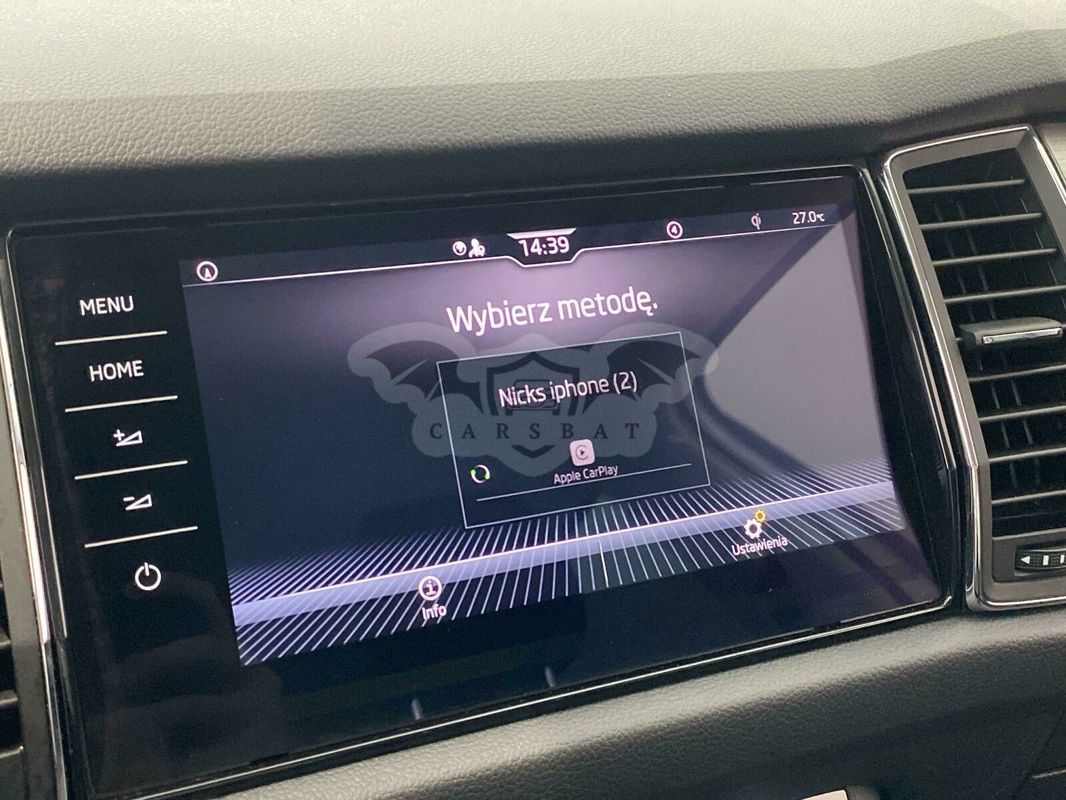 14:39
27.0°C
MENU
Wybierz metodę.
HOME
Nicks iphone (2)
CARSBAT
Apple CarPlay
Ustawienia
Info